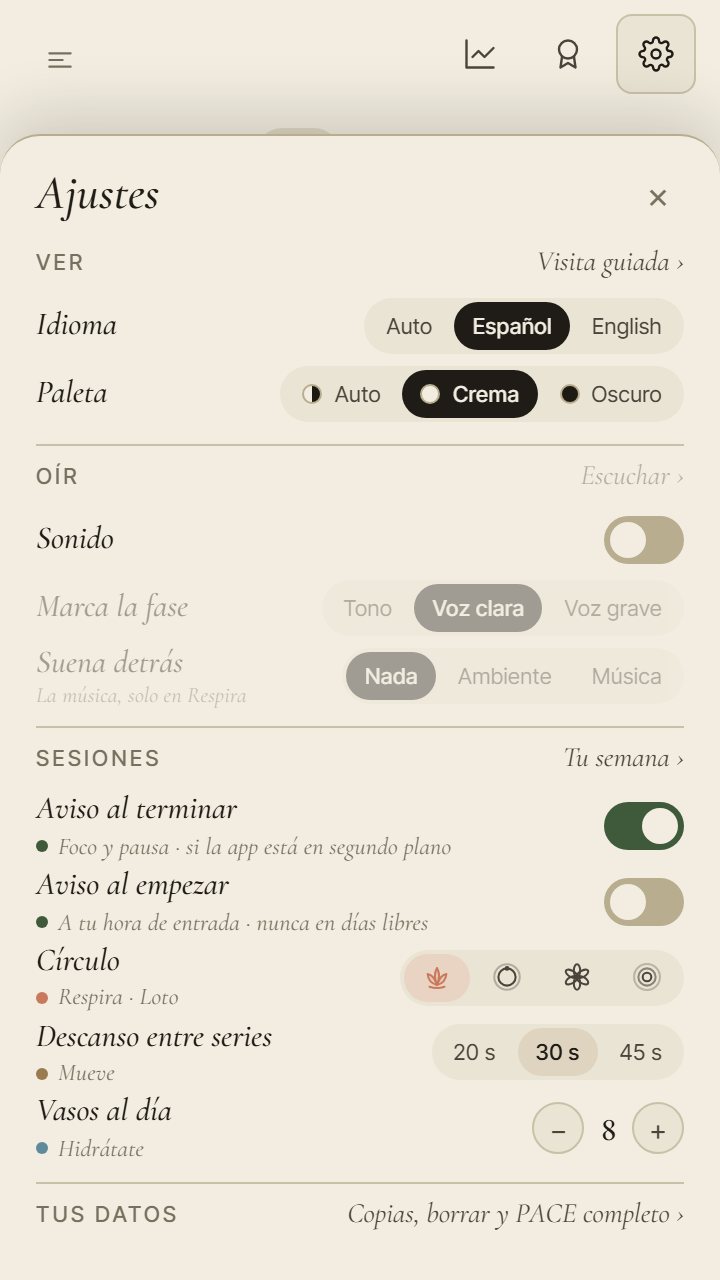 Ajustes ✕
VER Visita guiada ›
Idioma Auto Español English
Paleta Auto Crema Oscuro
OÍR Escuchar ›
Sonido
Marca la fase Tono Voz clara Voz grave
Suena detrás Nada Ambiente Música
La música, solo en Respira
SESIONES Tu semana ›
Aviso al terminar
Foco y pausa · si la app está en segundo plano
Aviso al empezar
A tu hora de entrada · nunca en días libres
Círculo
Respira · Loto
Descanso entre series 20 s 30 s 45 s
Mueve
Vasos al día − 8 +
Hidrátate
TUS DATOS Copias, borrar y PACE completo ›